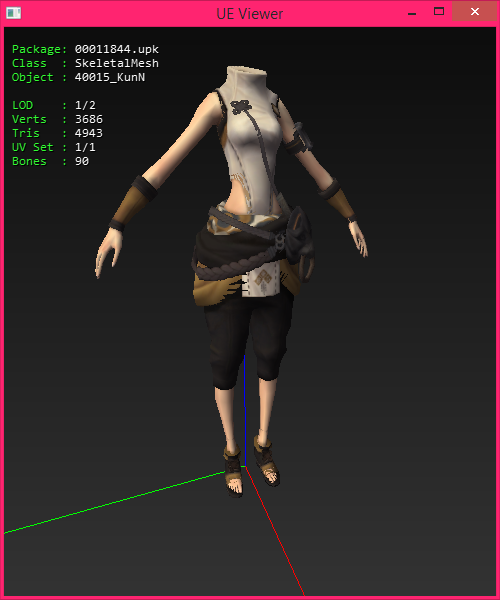 UE Viewer
Package: 00011844.upk
Class : SkeletalMesh
Object : 40015_KunN
LOD : 1/2
Verts : 3686
Tris : 4943
UV Set : 1/1
Bones : 90